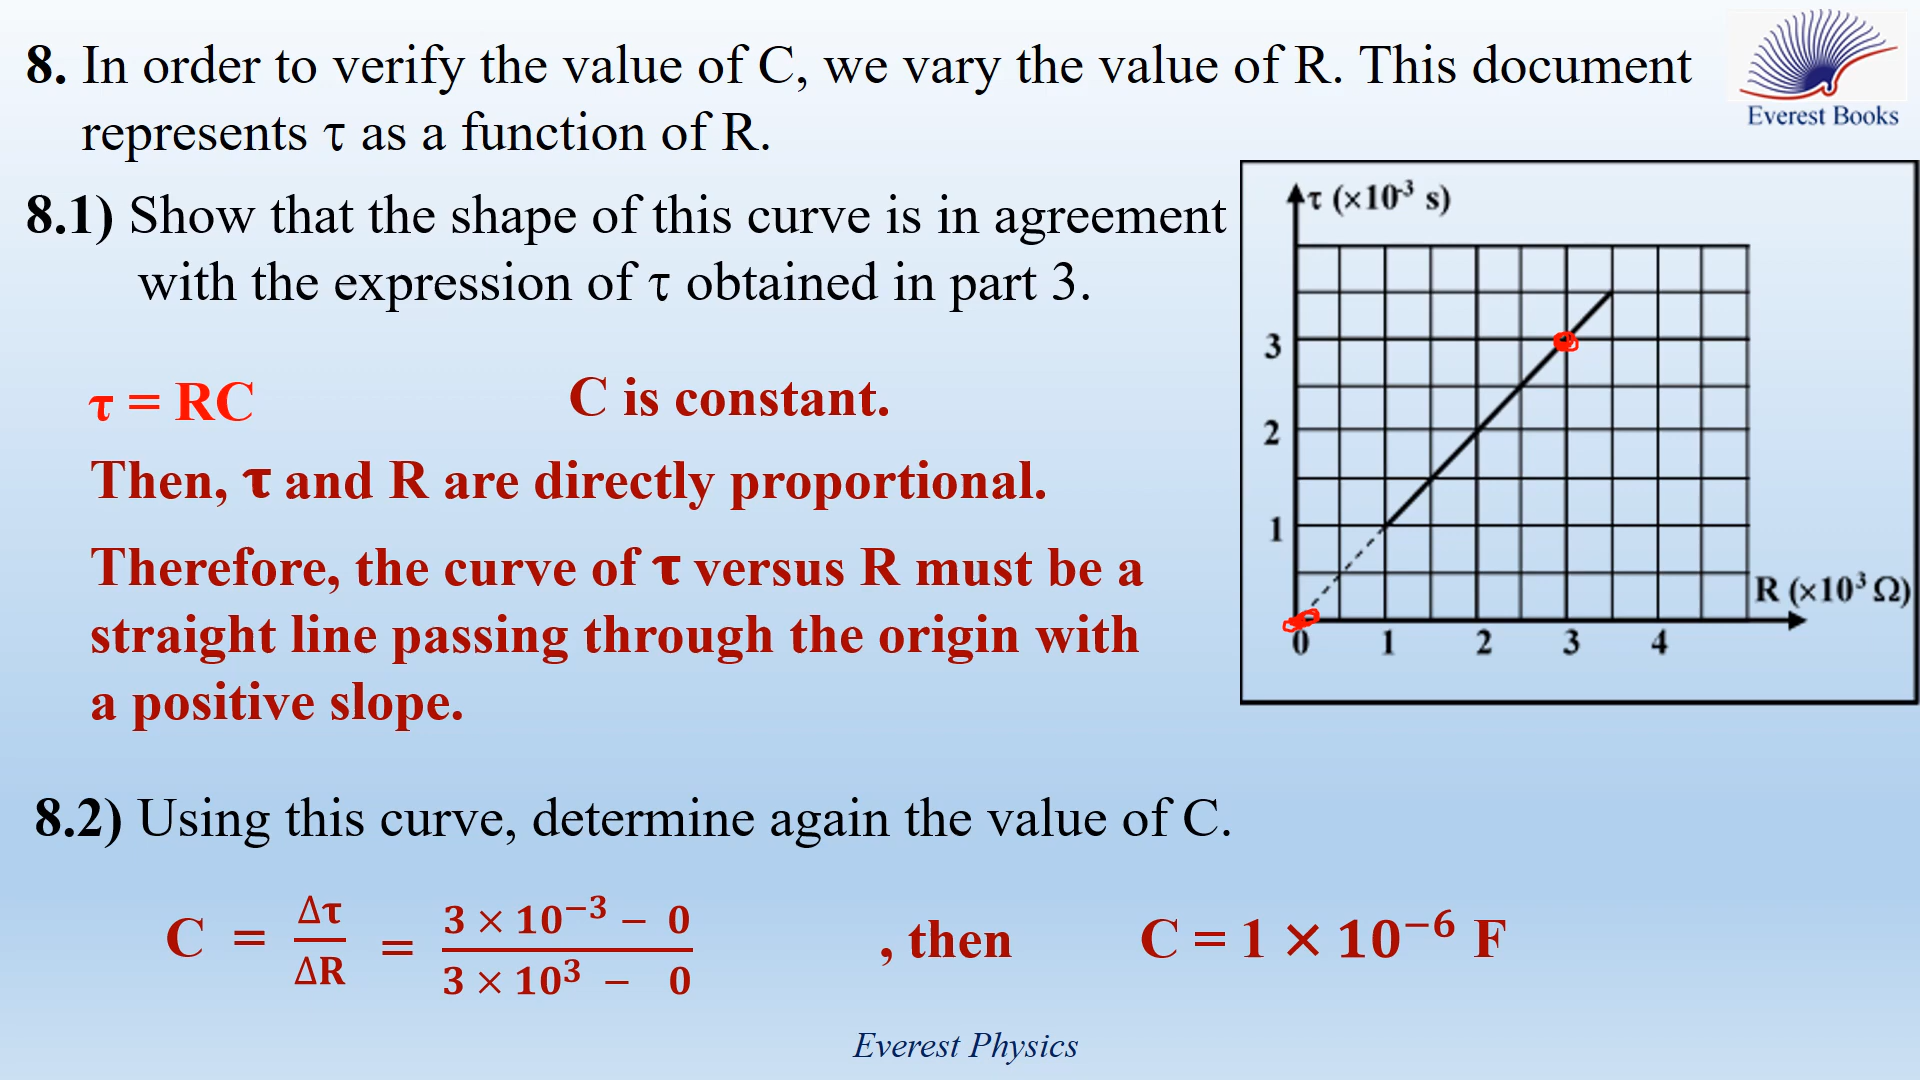 8. In order to verify the value of C, we vary the value of R. This document
represents τ as a function of R.
Everest Books
8.1) Show that the shape of this curve is in agreement
with the expression of τ obtained in part 3.
τ (×10⁻³ s)
3
2
1
R (×10³ Ω)
0 1 2 3 4
τ = RC C is constant.
Then, τ and R are directly proportional.
Therefore, the curve of τ versus R must be a
straight line passing through the origin with
a positive slope.
8.2) Using this curve, determine again the value of C.
C = Δτ/ΔR = (3 × 10⁻³ − 0)/(3 × 10³ − 0) , then C = 1 × 10⁻⁶ F
Everest Physics